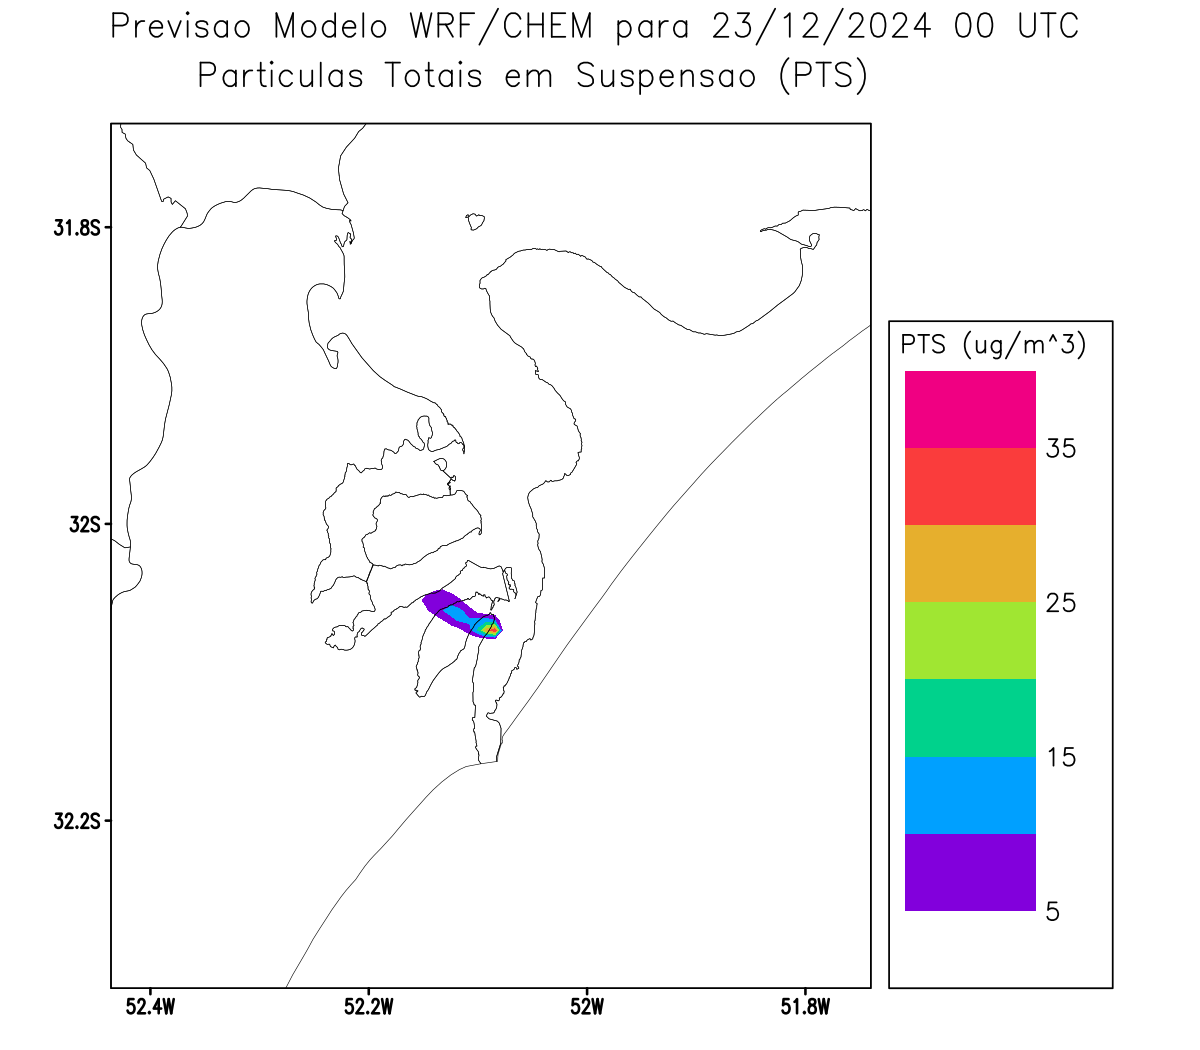 Previsao Modelo WRF/CHEM para 23/12/2024 00 UTC
Particulas Totais em Suspensao (PTS)
31.8S
32S
32.2S
52.4W
52.2W
52W
51.8W
PTS (ug/m^3)
35
25
15
5